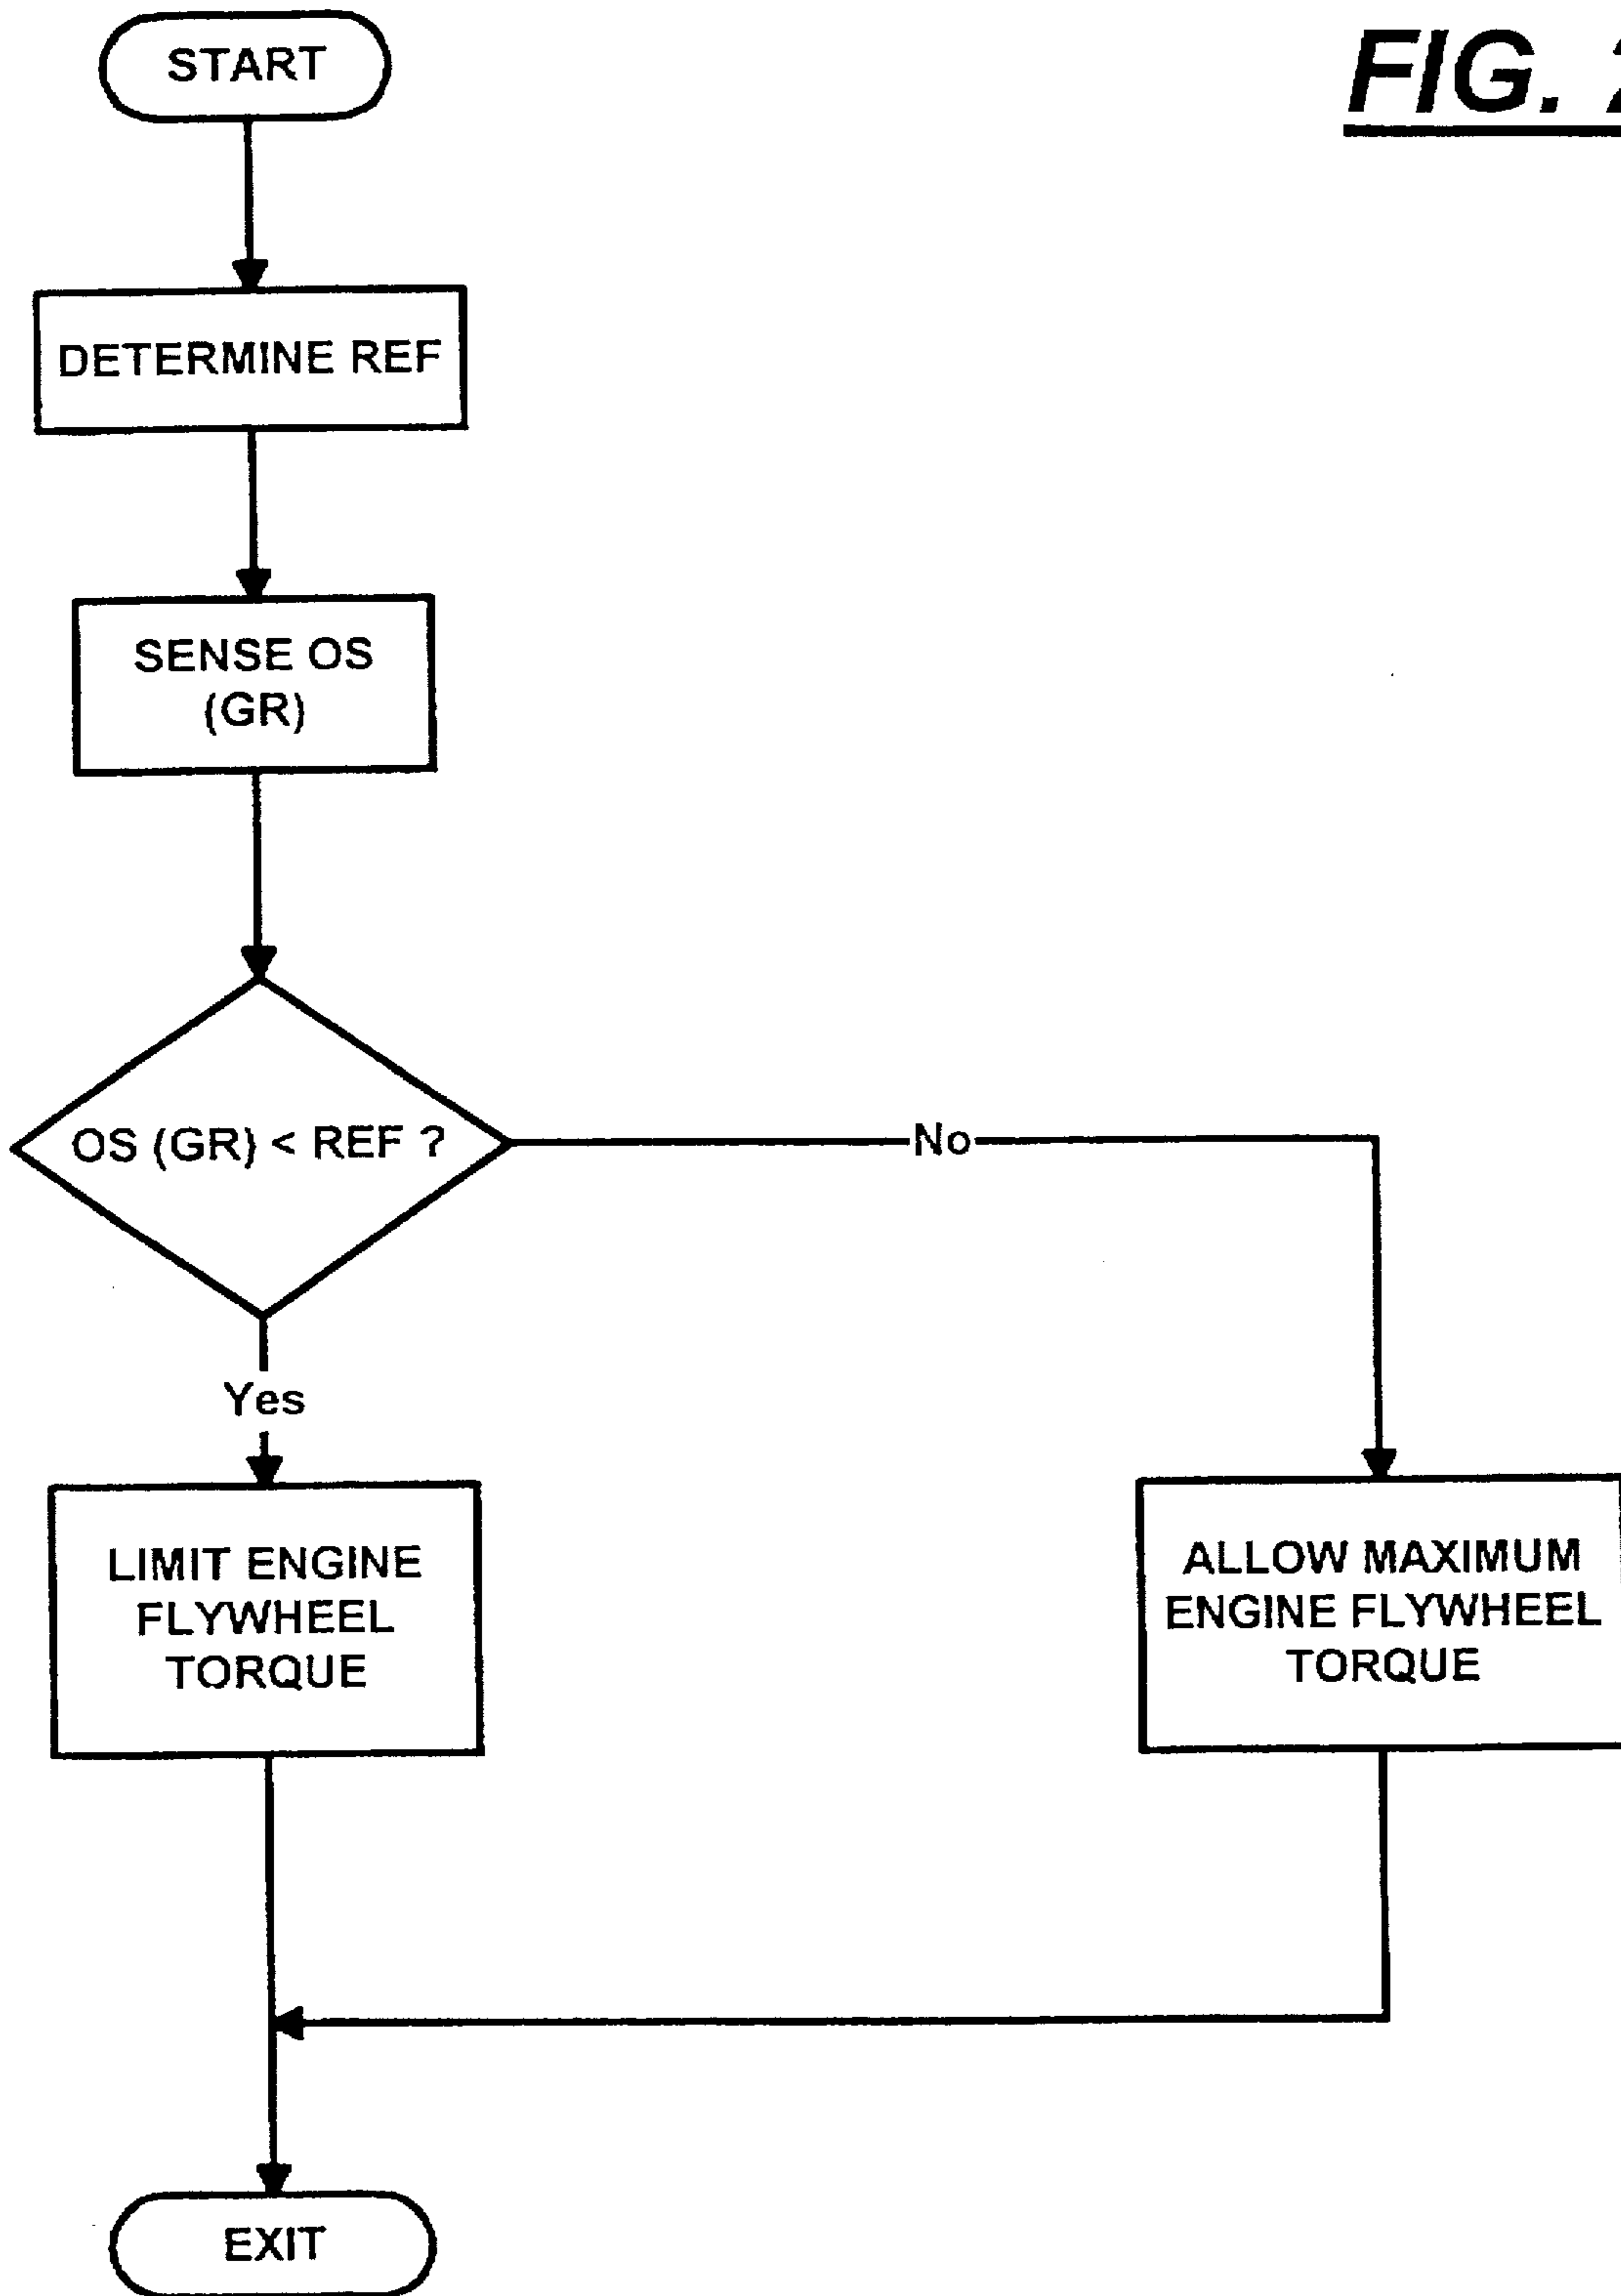 START
FIG. 2
DETERMINE REF
SENSE OS
(GR)
OS (GR) < REF ?
No
Yes
LIMIT ENGINE
FLYWHEEL
TORQUE
ALLOW MAXIMUM
ENGINE FLYWHEEL
TORQUE
EXIT